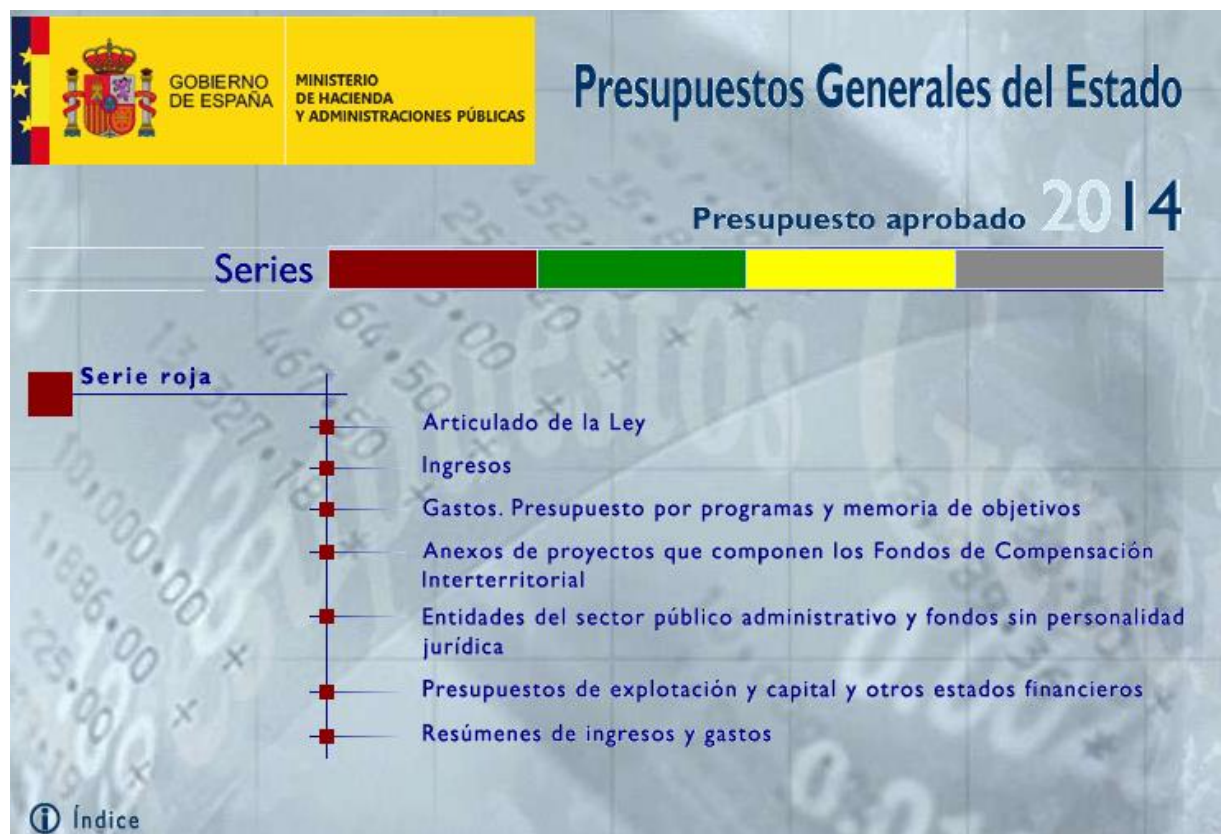 GOBIERNO
DE ESPAÑA
MINISTERIO
DE HACIENDA
Y ADMINISTRACIONES PÚBLICAS
Presupuestos Generales del Estado
Presupuesto aprobado 2014
Series
Serie roja
Articulado de la Ley
Ingresos
Gastos. Presupuesto por programas y memoria de objetivos
Anexos de proyectos que componen los Fondos de Compensación
Interterritorial
Entidades del sector público administrativo y fondos sin personalidad
jurídica
Presupuestos de explotación y capital y otros estados financieros
Resúmenes de ingresos y gastos
Índice